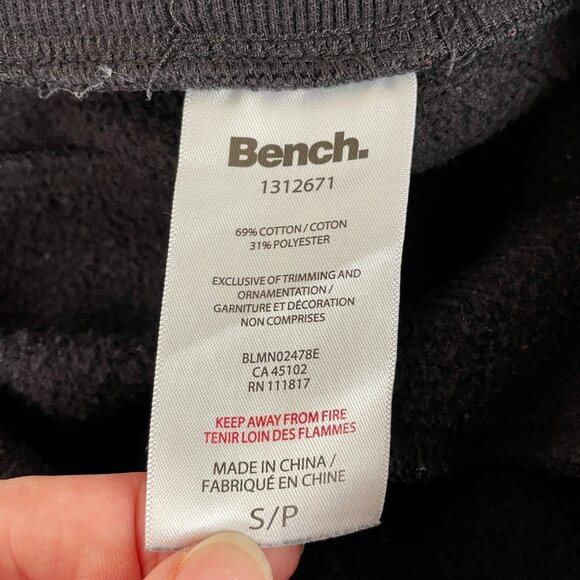 Bench.
1312671
69% COTTON / COTON
31% POLYESTER
EXCLUSIVE OF TRIMMING AND
ORNAMENTATION /
GARNITURE ET DÉCORATION
NON COMPRISES
BLMN02478E
CA 45102
RN 111817
KEEP AWAY FROM FIRE
TENIR LOIN DES FLAMMES
MADE IN CHINA /
FABRIQUÉ EN CHINE
S/P